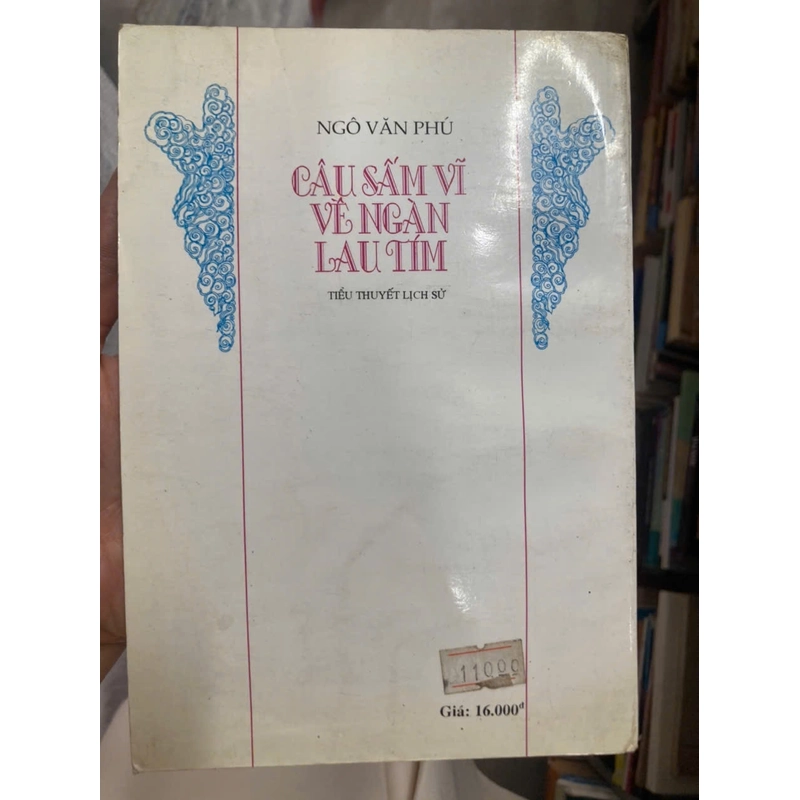 NGÔ VĂN PHÚ
CÂU SẤM VĨ
VỀ NGÀN
LAU TÍM
TIỂU THUYẾT LỊCH SỬ
11000
Giá: 16.000đ